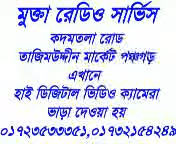 মুক্তা রেডিও সার্ভিস
কদমতলা রোড
তাজিমউদ্দীন মার্কেট পঞ্চগড়
এখানে
হাই ডিজিটাল ভিডিও ক্যামেরা
ভাড়া দেওয়া হয়
০১৭২৩৫৩৩৩৫১,০১৭৩২১৫৪২৪৯